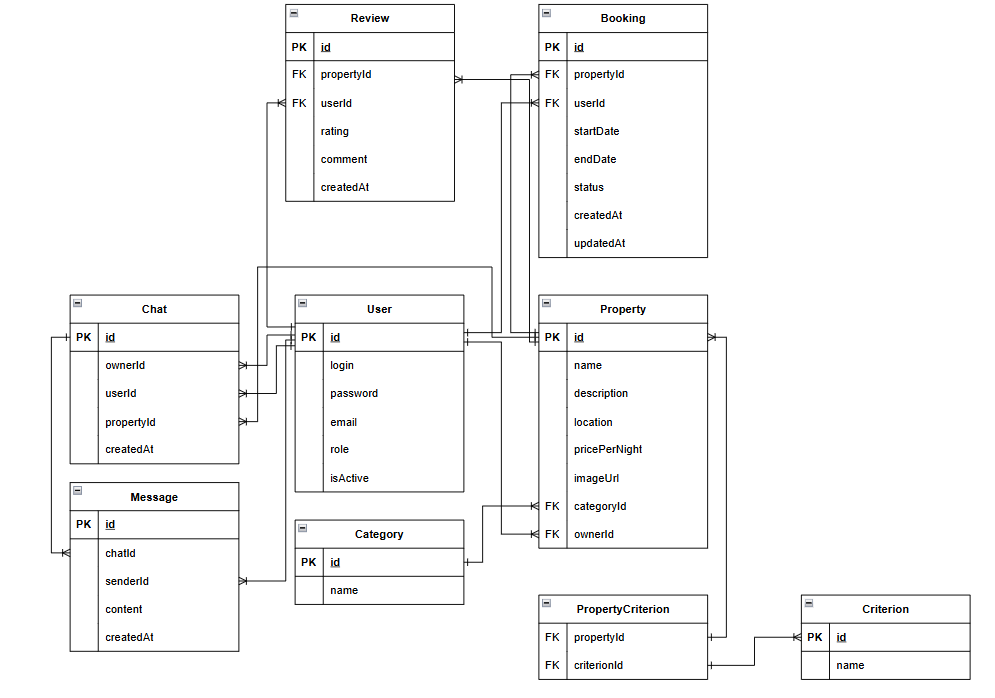 Review
PK id
FK propertyId
FK userId
rating
comment
createdAt
Booking
PK id
FK propertyId
FK userId
startDate
endDate
status
createdAt
updatedAt
Chat
PK id
ownerId
userId
propertyId
createdAt
User
PK id
login
password
email
role
isActive
Property
PK id
name
description
location
pricePerNight
imageUrl
FK categoryId
FK ownerId
Message
PK id
chatId
senderId
content
createdAt
Category
PK id
name
PropertyCriterion
FK propertyId
FK criterionId
Criterion
PK id
name